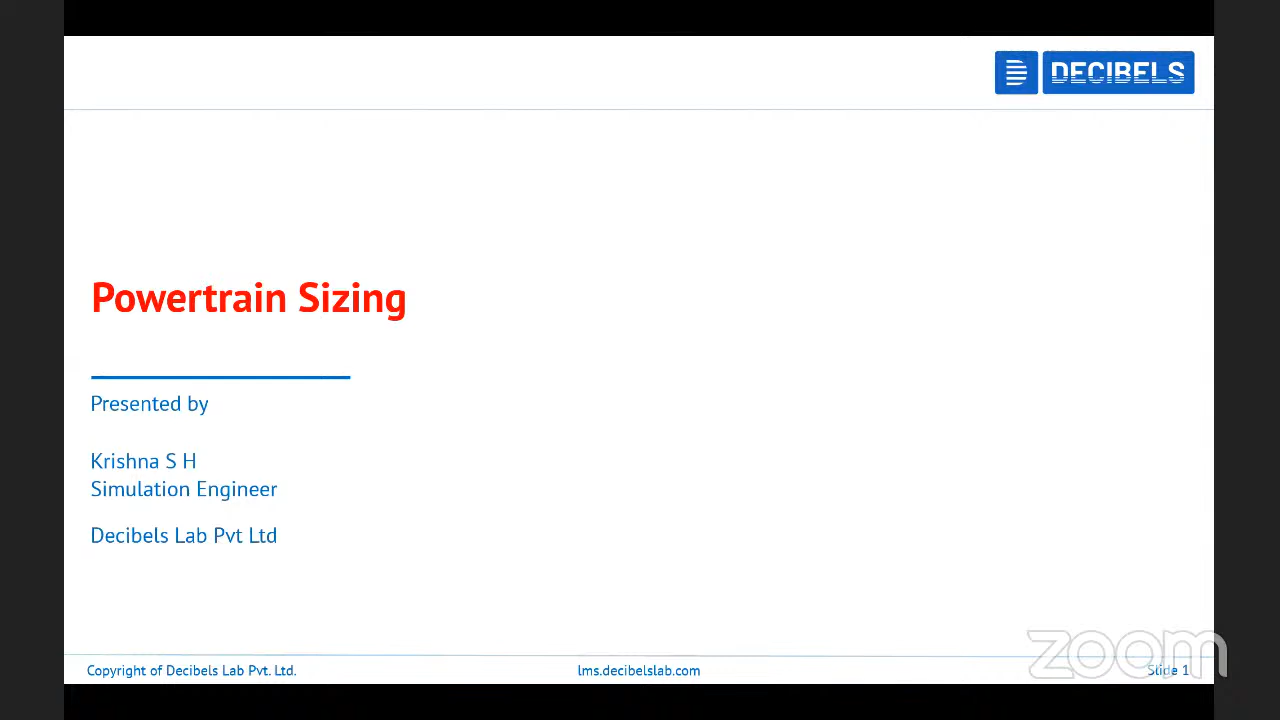 DECIBELS
Powertrain Sizing
Presented by
Krishna S H
Simulation Engineer
Decibels Lab Pvt Ltd
Copyright of Decibels Lab Pvt. Ltd.
lms.decibelslab.com
Slide 1
zoom